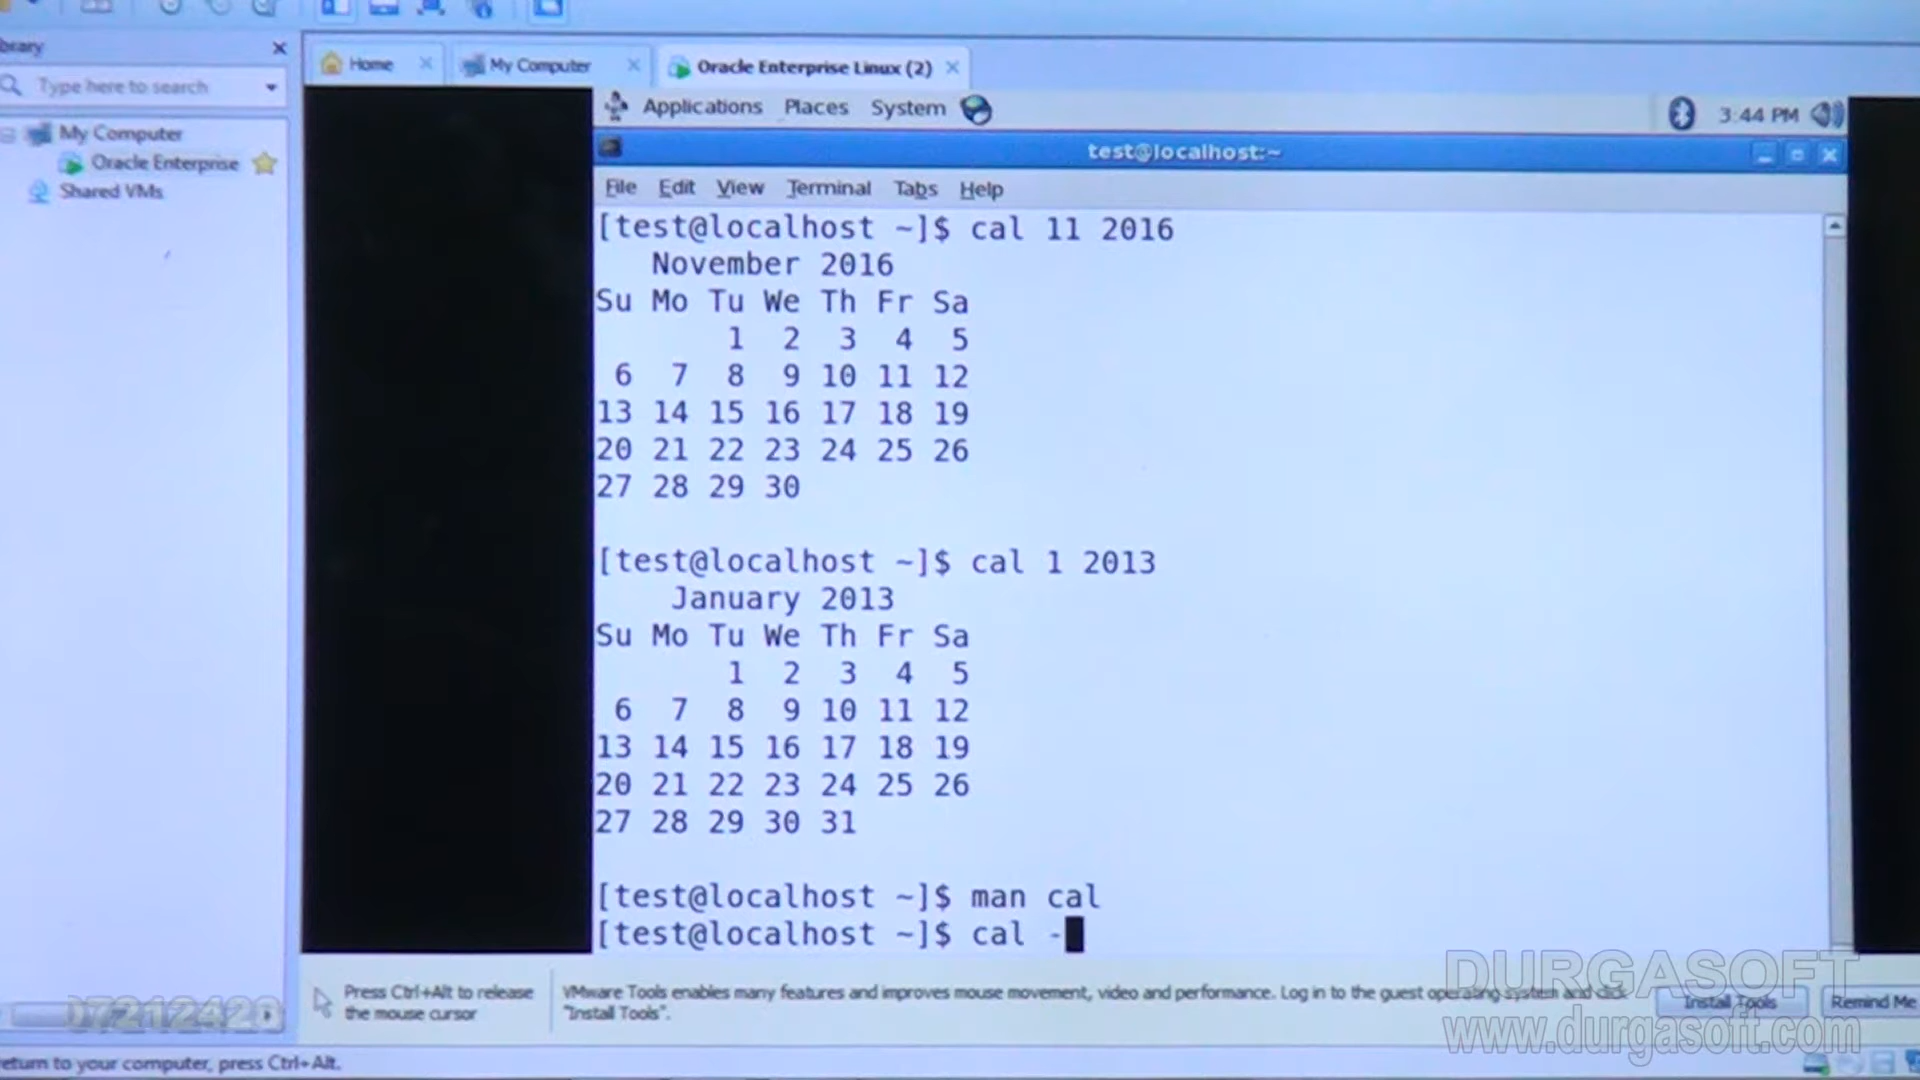 Type here to search
My Computer
Oracle Enterprise
Shared VMs
Home
My Computer
Oracle Enterprise Linux (2)
Applications Places System
3:44 PM
test@localhost:~
File Edit View Terminal Tabs Help
[test@localhost ~]$ cal 11 2016
November 2016
Su Mo Tu We Th Fr Sa
1 2 3 4 5
6 7 8 9 10 11 12
13 14 15 16 17 18 19
20 21 22 23 24 25 26
27 28 29 30
[test@localhost ~]$ cal 1 2013
January 2013
Su Mo Tu We Th Fr Sa
1 2 3 4 5
6 7 8 9 10 11 12
13 14 15 16 17 18 19
20 21 22 23 24 25 26
27 28 29 30 31
[test@localhost ~]$ man cal
[test@localhost ~]$ cal -
Press Ctrl+Alt to release
the mouse cursor
VMware Tools enables many features and improves mouse movement, video and performance. Log in to the guest operating system and click
"Install Tools".
Install Tools
Remind Me
DURGASOFT
www.durgasoft.com
to your computer, press Ctrl+Alt.